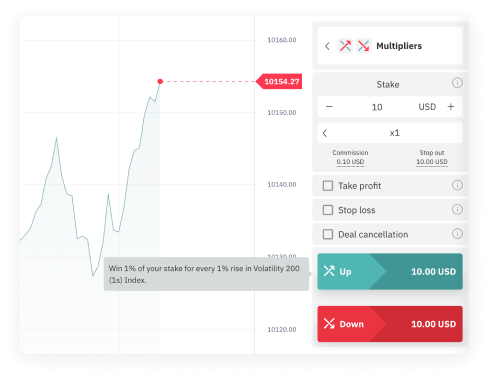 10160.00
Multipliers
10154.27
Stake
10 USD
10150.00
x1
Commission Stop out
0.10 USD 10.00 USD
10140.00
Take profit
Stop loss
Deal cancellation
10130.00
Win 1% of your stake for every 1% rise in Volatility 200
(1s) Index.
Up 10.00 USD
Down 10.00 USD
10120.00